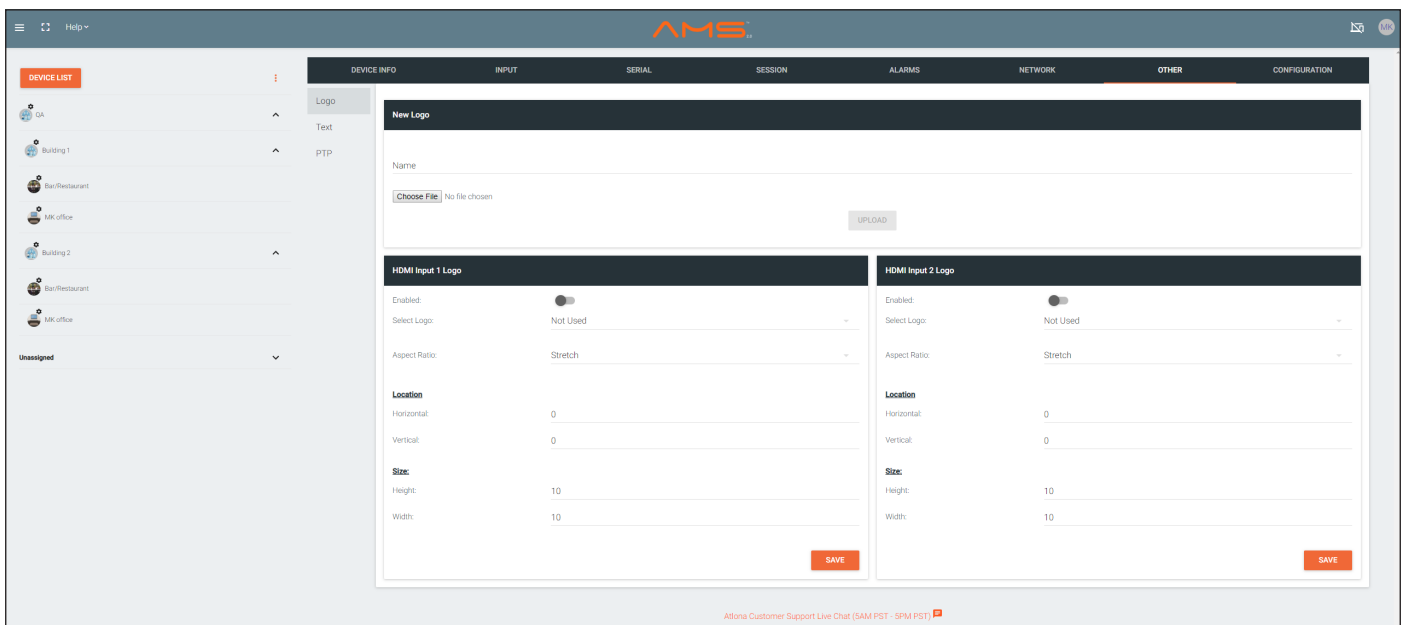 Help
AMS
MK
DEVICE LIST
QA
Building 1
Bar/Restaurant
MK office
Building 2
Bar/Restaurant
MK office
Unassigned
DEVICE INFO INPUT SERIAL SESSION ALARMS NETWORK OTHER CONFIGURATION
Logo
Text
PTP
New Logo
Name
Choose File No file chosen
UPLOAD
HDMI Input 1 Logo
Enabled:
Select Logo: Not Used
Aspect Ratio: Stretch
Location
Horizontal: 0
Vertical: 0
Size:
Height: 10
Width: 10
SAVE
HDMI Input 2 Logo
Enabled:
Select Logo: Not Used
Aspect Ratio: Stretch
Location
Horizontal: 0
Vertical: 0
Size:
Height: 10
Width: 10
SAVE
Atlona Customer Support Live Chat (5AM PST - 5PM PST)